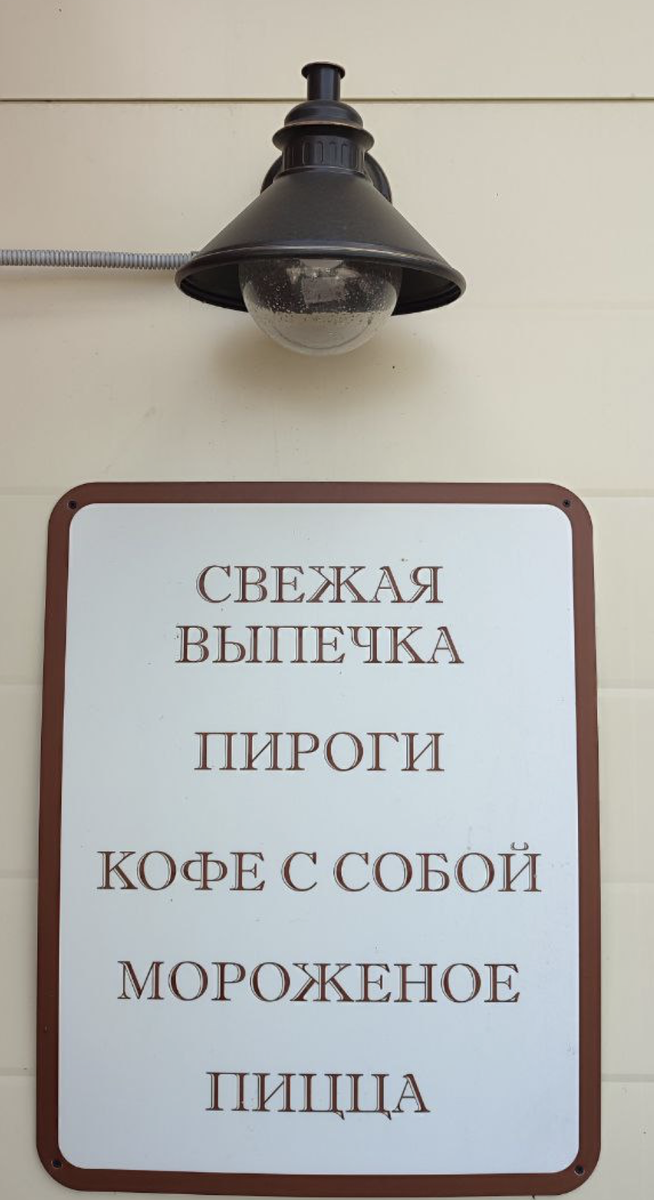 СВЕЖАЯ
ВЫПЕЧКА
ПИРОГИ
КОФЕ С СОБОЙ
МОРОЖЕНОЕ
ПИЦЦА